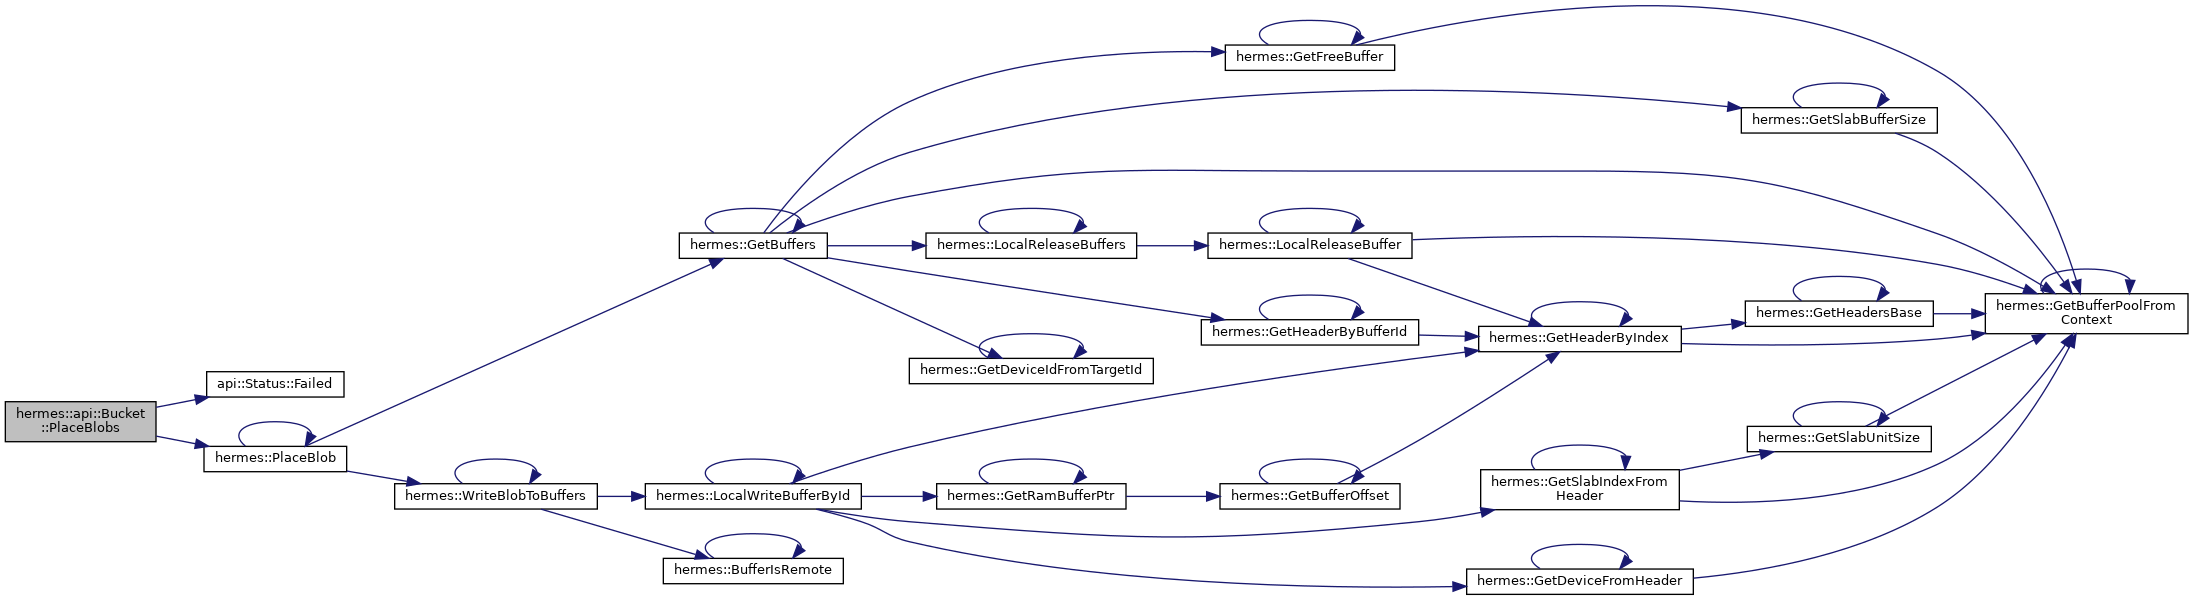 hermes::GetFreeBuffer
hermes::GetSlabBufferSize
hermes::GetBuffers
hermes::LocalReleaseBuffers
hermes::LocalReleaseBuffer
hermes::GetBufferPoolFrom
Context
hermes::GetHeadersBase
hermes::GetHeaderByBufferId
hermes::GetHeaderByIndex
hermes::GetDeviceIdFromTargetId
api::Status::Failed
hermes::api::Bucket
::PlaceBlobs
hermes::PlaceBlob
hermes::GetSlabUnitSize
hermes::WriteBlobToBuffers
hermes::LocalWriteBufferById
hermes::GetRamBufferPtr
hermes::GetBufferOffset
hermes::GetSlabIndexFrom
Header
hermes::BufferIsRemote
hermes::GetDeviceFromHeader